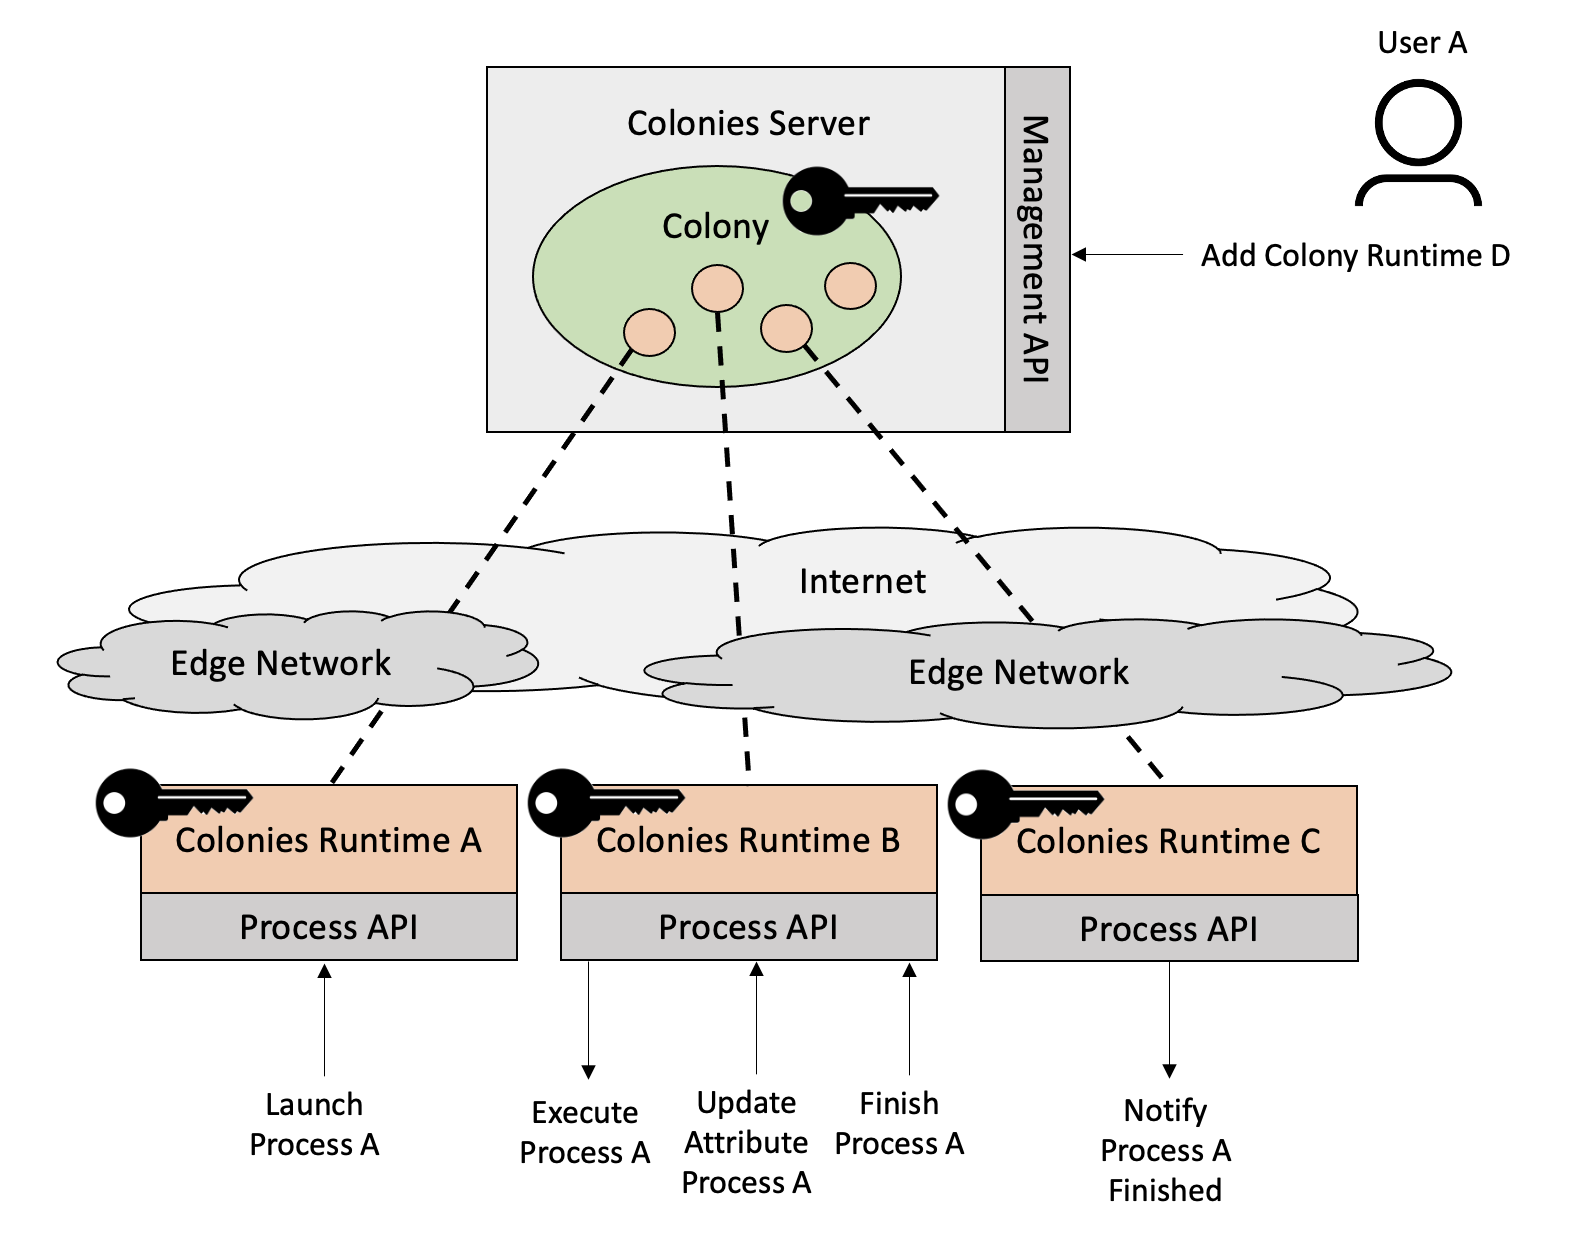 User A
Colonies Server
Management API
Colony
Add Colony Runtime D
Internet
Edge Network
Edge Network
Colonies Runtime A
Colonies Runtime B
Colonies Runtime C
Process API
Process API
Process API
Launch
Process A
Execute
Process A
Update
Attribute
Process A
Finish
Process A
Notify
Process A
Finished